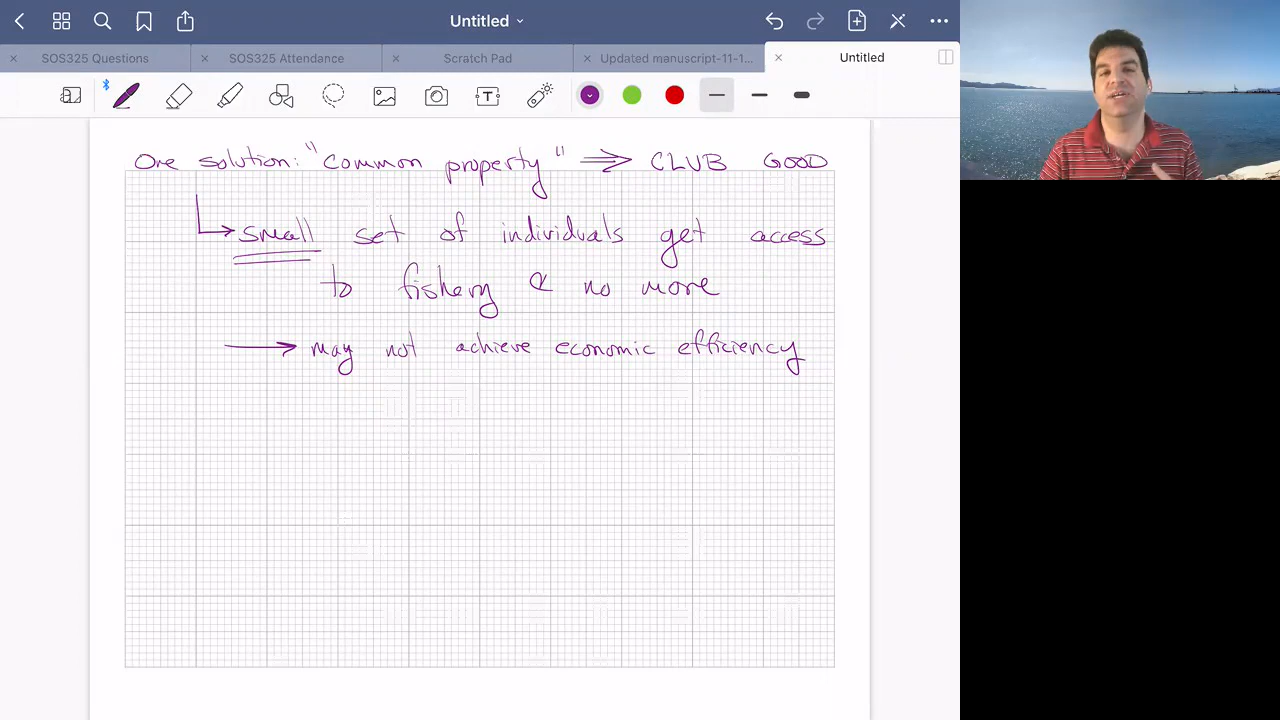 Untitled
SOS325 Questions
SOS325 Attendance
Scratch Pad
Updated manuscript-11-1...
Untitled
One solution: "Common property" ⇒ CLUB GOOD
↳ small set of individuals get access
to fishery & no more
→ may not achieve economic efficiency